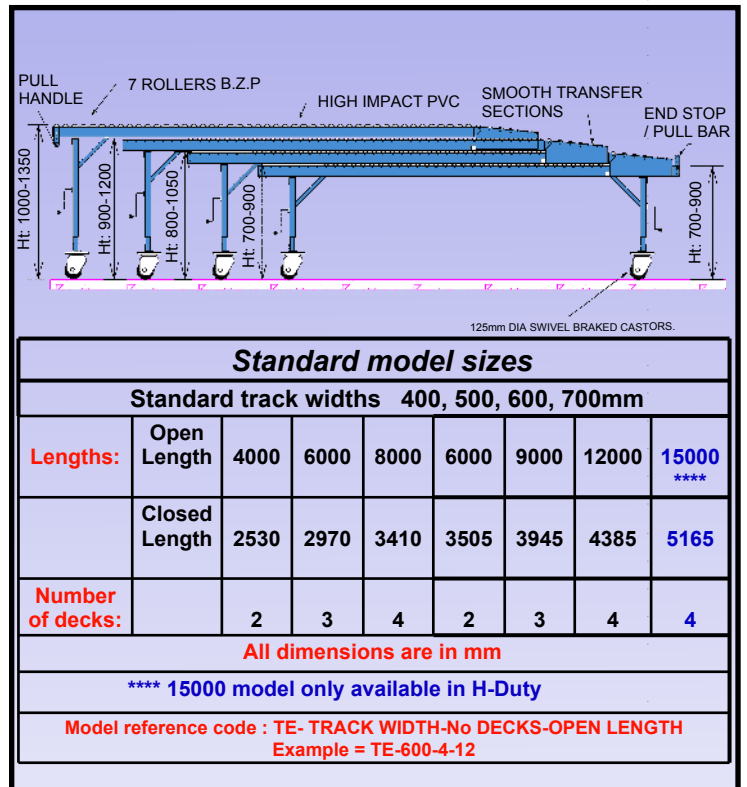 PULL
HANDLE
7 ROLLERS B.Z.P
HIGH IMPACT PVC
SMOOTH TRANSFER
SECTIONS
END STOP
/ PULL BAR
Ht: 1000-1350
Ht: 900-1200
Ht: 800-1050
Ht: 700-900
Ht: 700-900
125mm DIA SWIVEL BRAKED CASTORS.
Standard model sizes
Standard track widths 400, 500, 600, 700mm
Lengths: Open Length 4000 6000 8000 6000 9000 12000 15000 ****
Closed Length 2530 2970 3410 3505 3945 4385 5165
Number of decks: 2 3 4 2 3 4 4
All dimensions are in mm
**** 15000 model only available in H-Duty
Model reference code : TE- TRACK WIDTH-No DECKS-OPEN LENGTH
Example = TE-600-4-12